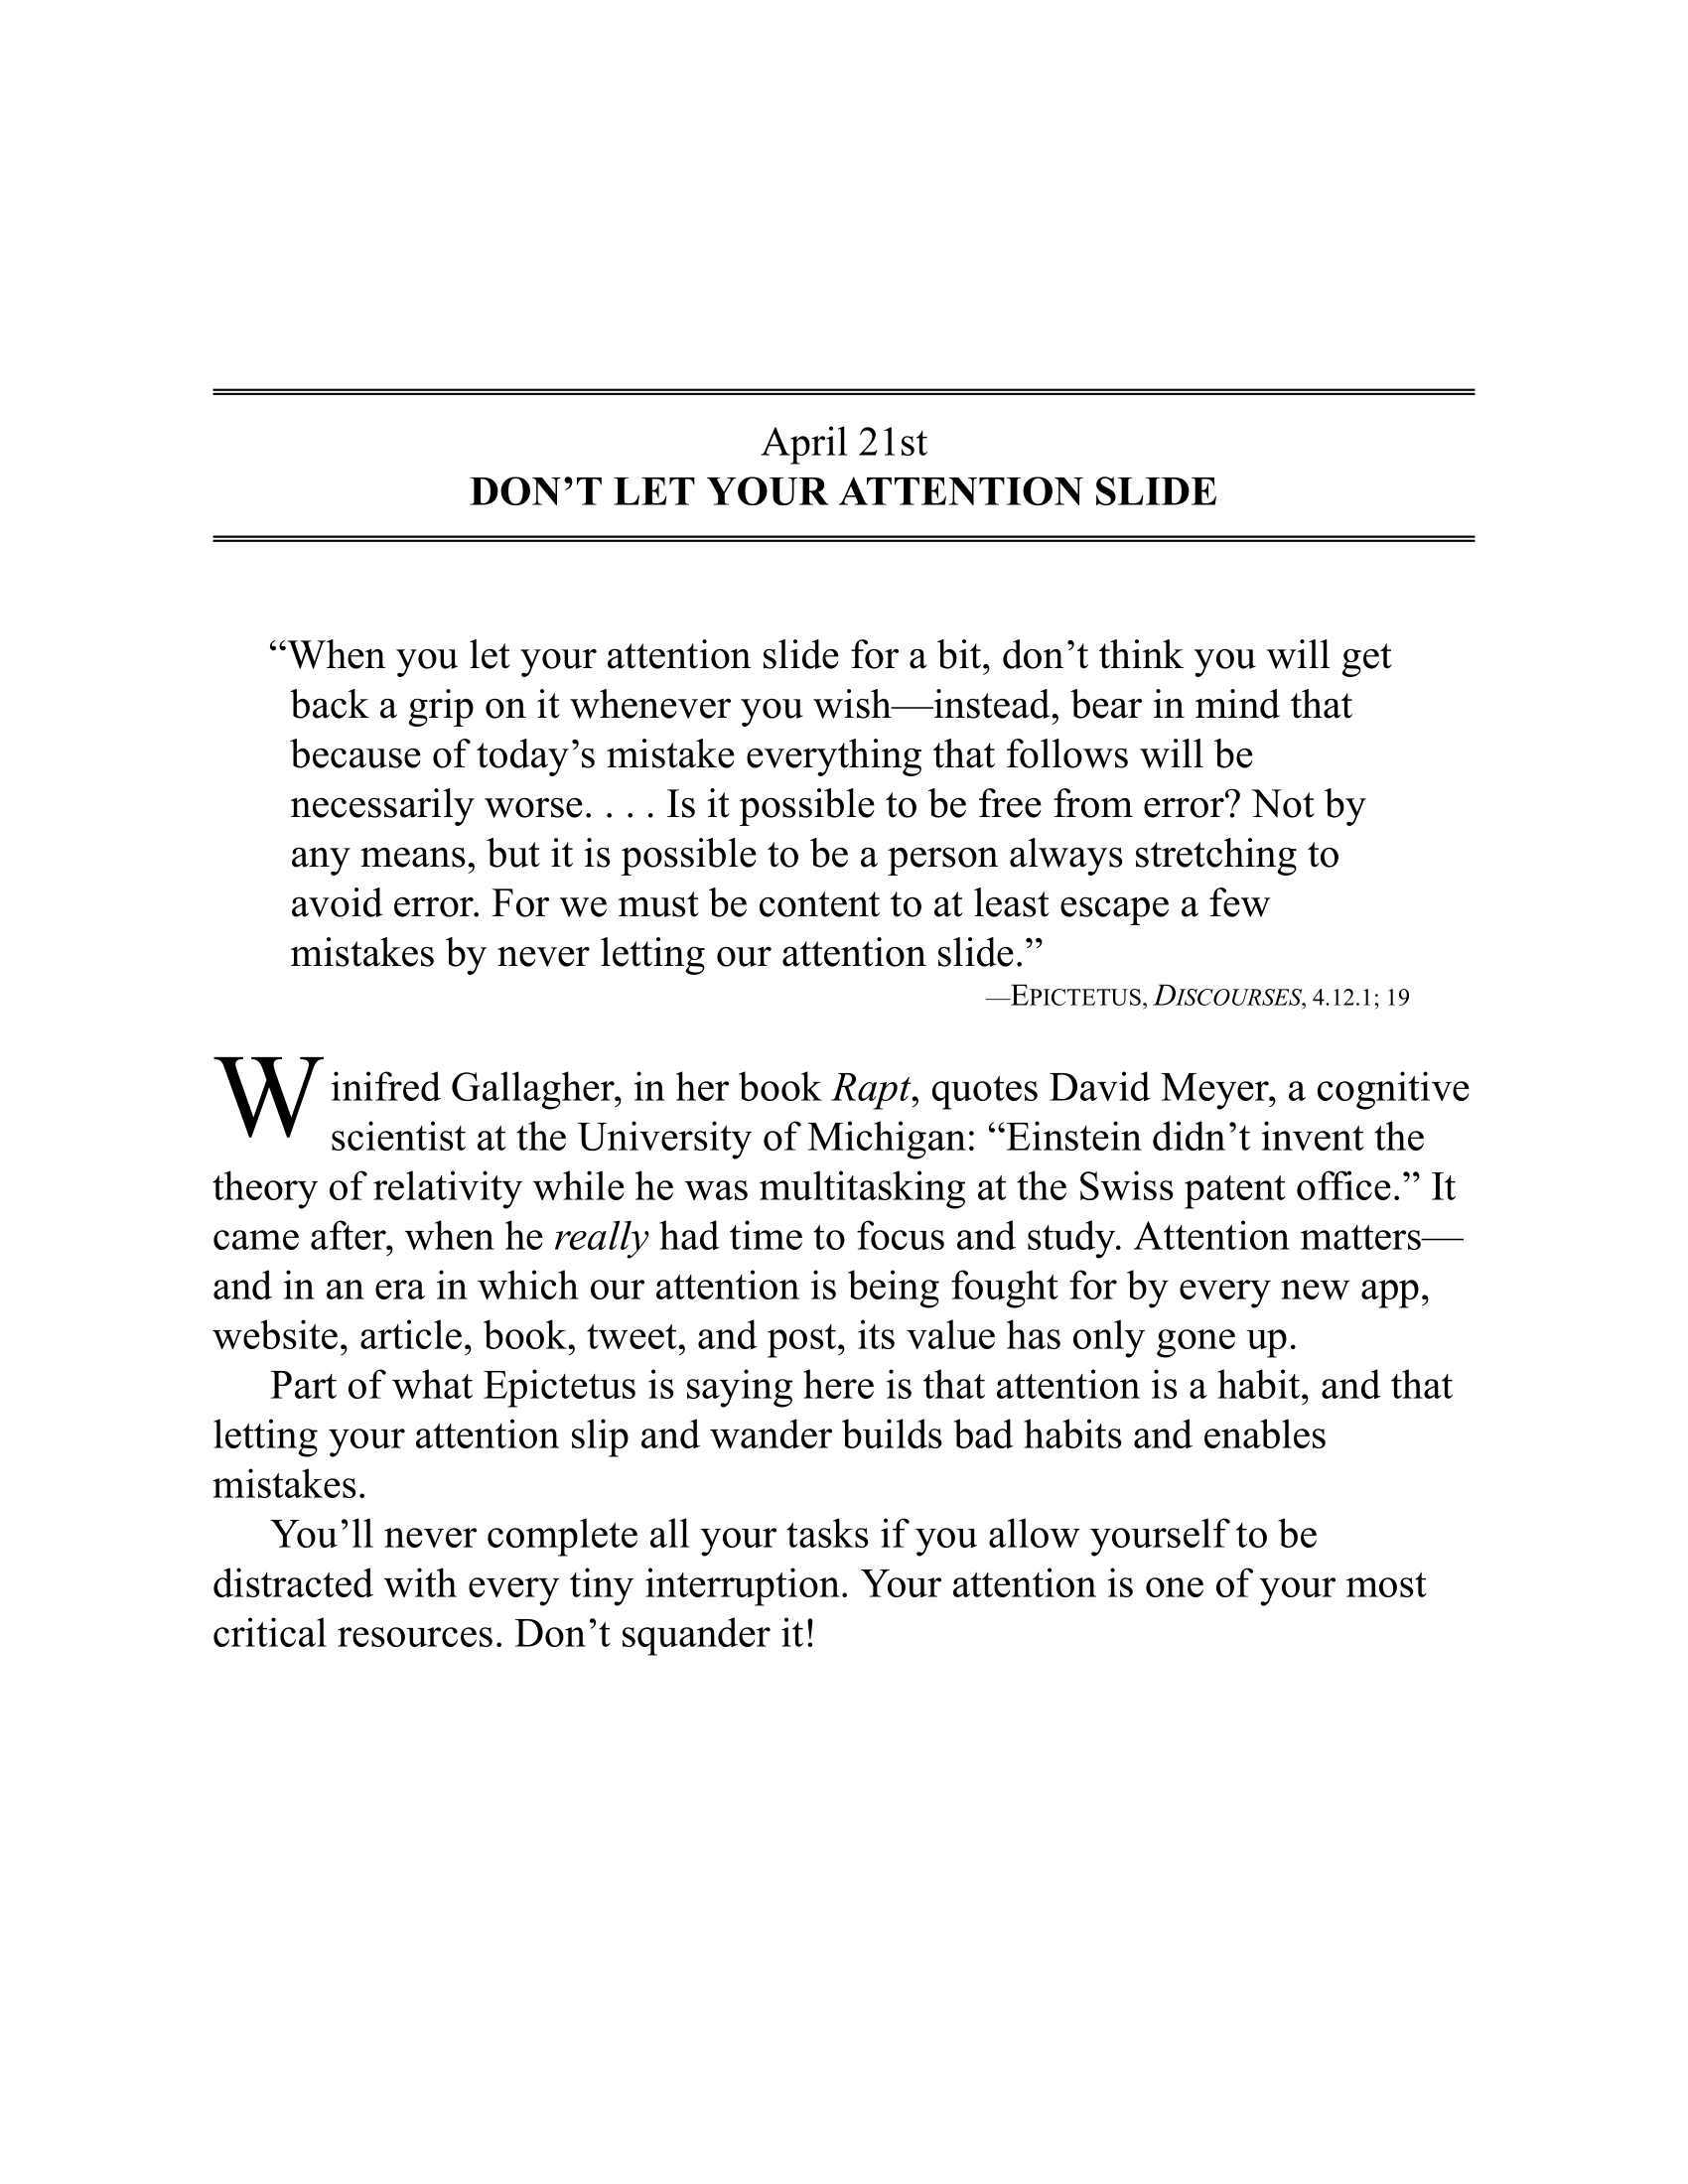 April 21st
DON’T LET YOUR ATTENTION SLIDE
“When you let your attention slide for a bit, don’t think you will get
back a grip on it whenever you wish—instead, bear in mind that
because of today’s mistake everything that follows will be
necessarily worse. . . . Is it possible to be free from error? Not by
any means, but it is possible to be a person always stretching to
avoid error. For we must be content to at least escape a few
mistakes by never letting our attention slide.”
—EPICTETUS, DISCOURSES, 4.12.1; 19
Winifred Gallagher, in her book Rapt, quotes David Meyer, a cognitive
scientist at the University of Michigan: “Einstein didn’t invent the
theory of relativity while he was multitasking at the Swiss patent office.” It
came after, when he really had time to focus and study. Attention matters—
and in an era in which our attention is being fought for by every new app,
website, article, book, tweet, and post, its value has only gone up.
Part of what Epictetus is saying here is that attention is a habit, and that
letting your attention slip and wander builds bad habits and enables
mistakes.
You’ll never complete all your tasks if you allow yourself to be
distracted with every tiny interruption. Your attention is one of your most
critical resources. Don’t squander it!